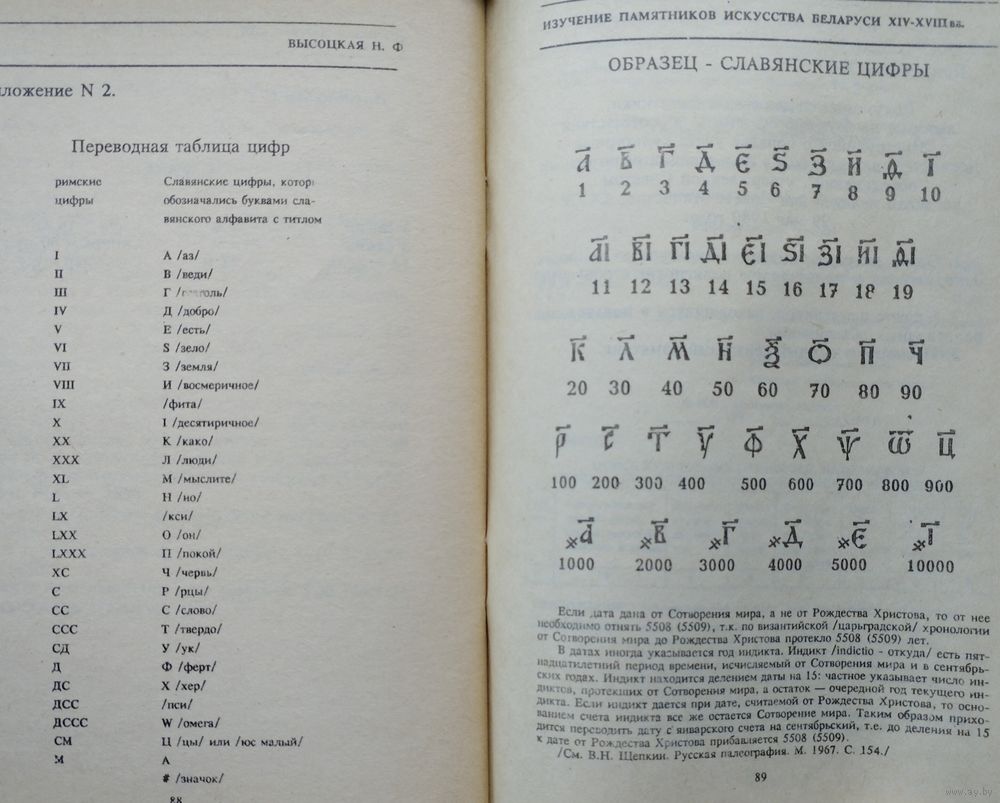 ВЫСОЦКАЯ Н. Ф
ложение N 2.
Переводная таблица цифр
римские цифры
Славянские цифры, котор
обозначались буквами сла-
вянского алфавита с титлом
I А /аз/
II В /веди/
III Г /г оль/
IV Д /добро/
V Е /есть/
VI Ѕ /зело/
VII З /земля/
VIII И /восмеричное/
IX /фита/
X I /десятиричное/
XX К /како/
XXX Л /люди/
XL М /мыслите/
L Н /но/
LX /кси/
LXX О /он/
LXXX П /покой/
XC Ч /червь/
C Р /рцы/
CC С /слово/
CCC Т /твердо/
СД У /ук/
Д Ф /ферт/
ДС Х /хер/
ДСС /пси/
ДССС W /омега/
СМ Ц /цы/ или /юс малый/
М А
# /значок/
88
ИЗУЧЕНИЕ ПАМЯТНИКОВ ИСКУССТВА БЕЛАРУСИ XIV-XVIII вв.
ОБРАЗЕЦ - СЛАВЯНСКИЕ ЦИФРЫ
А҃ В҃ Г҃ Д҃ Є҃ Ѕ҃ З҃ И҃ Ѳ҃ І҃
1 2 3 4 5 6 7 8 9 10
А҃І В҃І Г҃І Д҃І Є҃І Ѕ҃І З҃І И҃І Ѳ҃І
11 12 13 14 15 16 17 18 19
К҃ Л҃ М҃ Н҃ Ѯ҃ О҃ П҃ Ч҃
20 30 40 50 60 70 80 90
Р҃ С҃ Т҃ У҃ Ф҃ Х҃ Ѱ҃ Ѿ҃ Ц҃
100 200 300 400 500 600 700 800 900
҂А҃ ҂В҃ ҂Г҃ ҂Д҃ ҂Є҃ ҂І҃
1000 2000 3000 4000 5000 10000
Если дата дана от Сотворения мира, а не от Рождества Христова, то от нее
необходимо отнять 5508 (5509), т.к. по византийской /царьградской/ хронологии
от Сотворения мира до Рождества Христова протекло 5508 (5509) лет.
В датах иногда указывается год индикта. Индикт /indictio - откуда/ есть пят-
надцатилетний период времени, исчисляемый от Сотворения мира и в сентябрь-
ских годах. Индикт находится делением даты на 15: частное указывает число ин-
диктов, протекших от Сотворения мира, а остаток — очередной год текущего ин-
дикта. Если индикт дается при дате, считаемой от Рождества Христова, то осно-
ванием счета индикта все же остается Сотворение мира. Таким образом прихо-
дится переводить дату с январского счета на сентябрьский, т.е. до деления на 15
к дате от Рождества Христова прибавляется 5508 (5509).
/См. В.Н. Щепкин. Русская палеография. М. 1967. С. 154./
89
www.ay.by